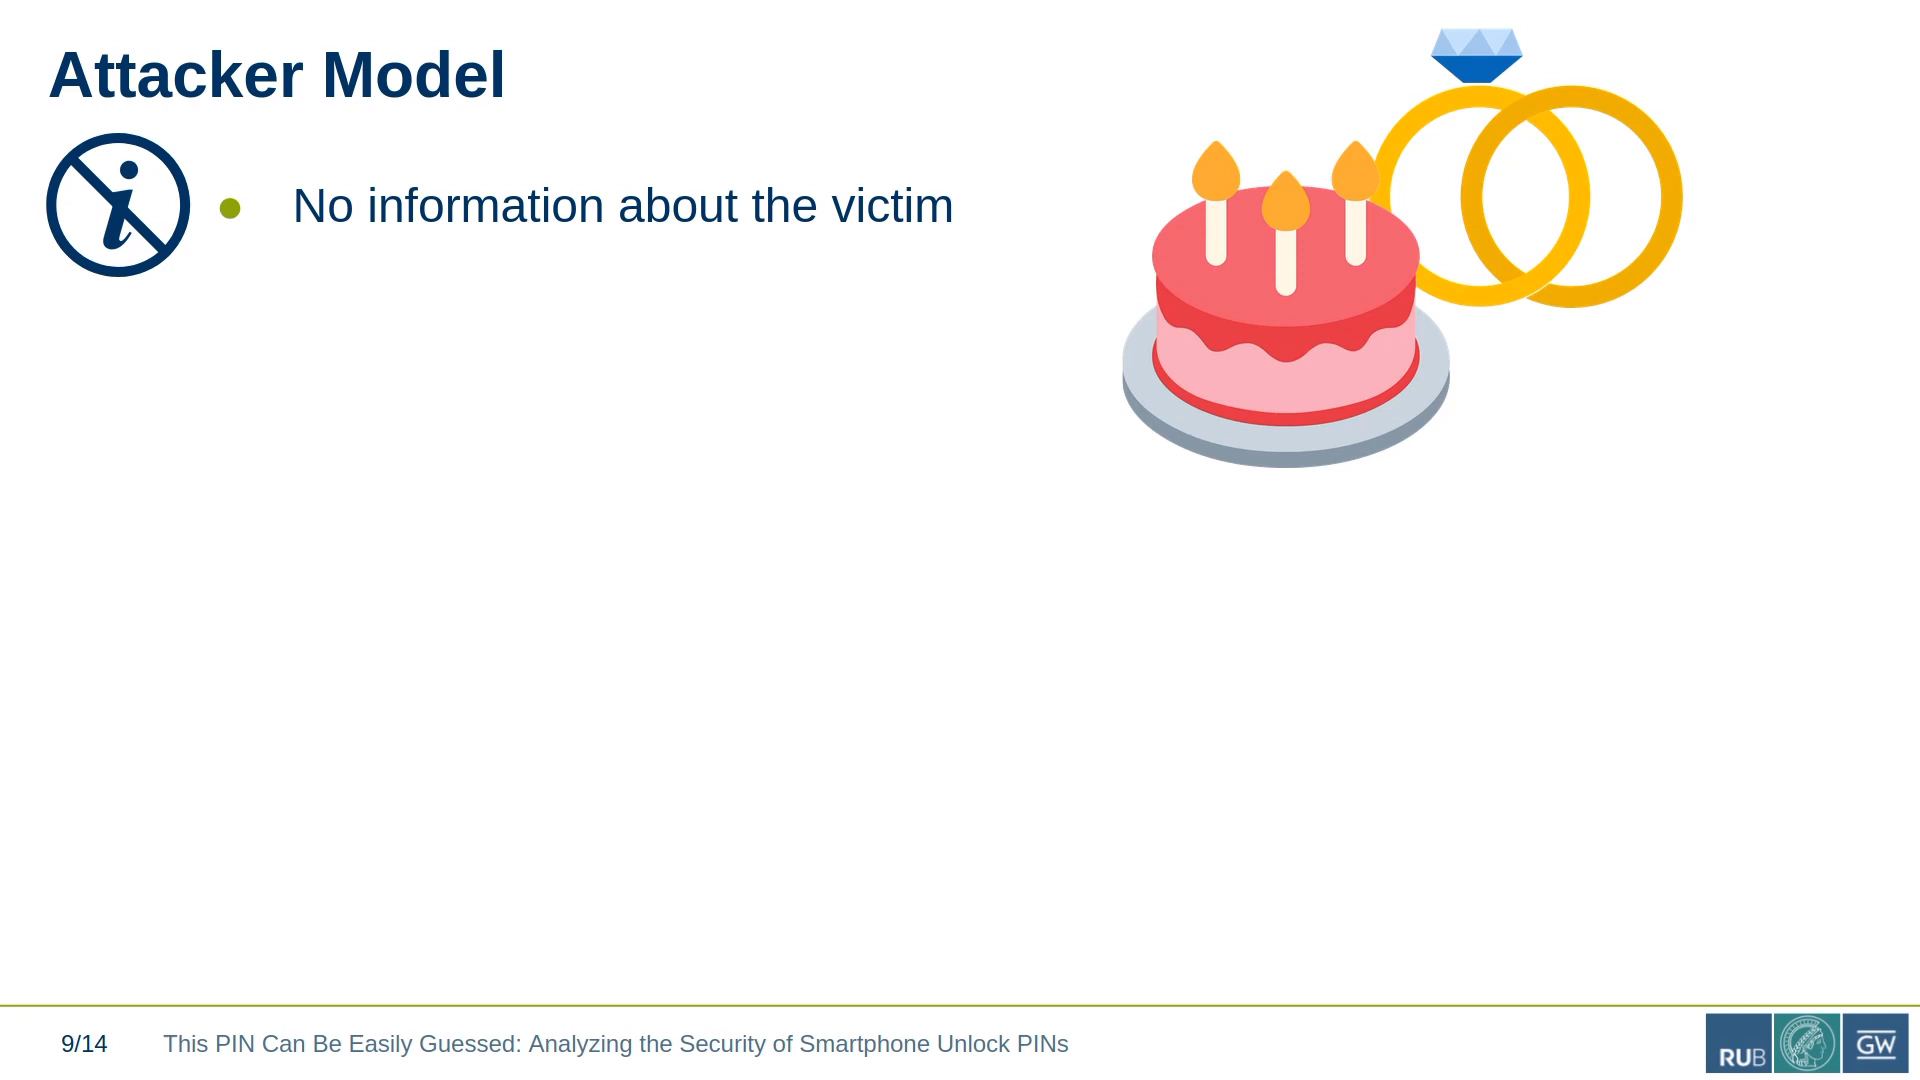 Attacker Model
i
• No information about the victim
9/14 This PIN Can Be Easily Guessed: Analyzing the Security of Smartphone Unlock PINs
RUB GW